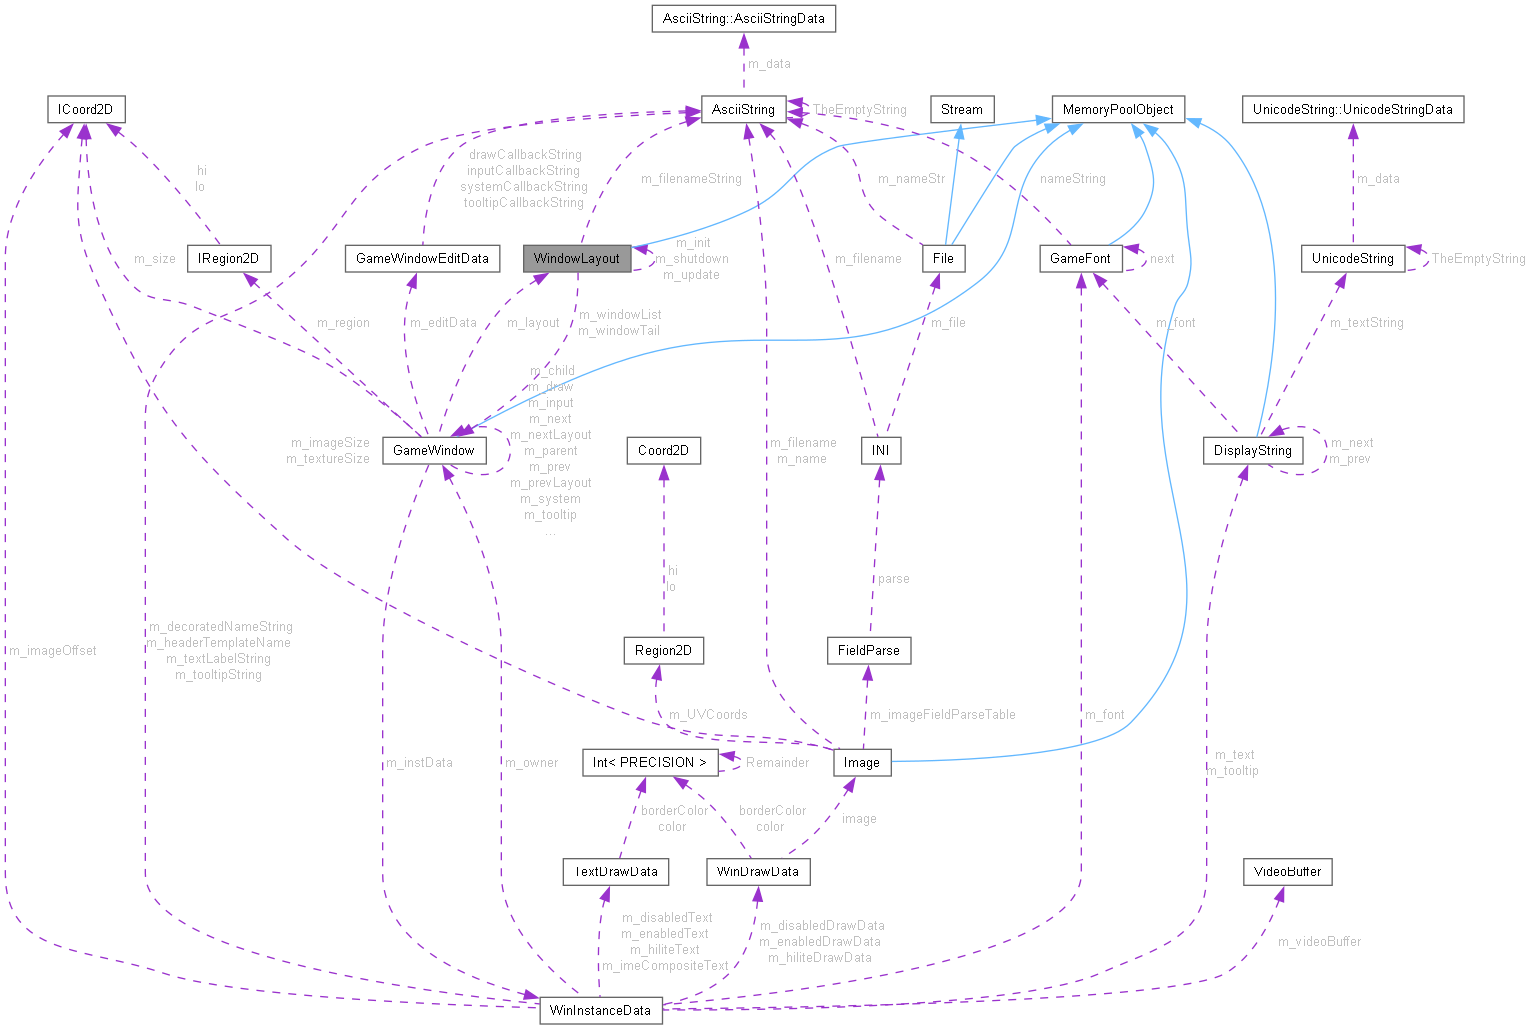 AsciiString::AsciiStringData
m_data
ICoord2D
AsciiString
TheEmptyString
Stream
MemoryPoolObject
UnicodeString::UnicodeStringData
hi
lo
drawCallbackString
inputCallbackString
systemCallbackString
tooltipCallbackString
m_filenameString
m_nameStr
nameString
m_data
m_size
IRegion2D
GameWindowEditData
WindowLayout
m_init
m_shutdown
m_update
m_filename
File
GameFont
next
UnicodeString
TheEmptyString
m_region
m_editData
m_layout
m_windowList
m_windowTail
m_file
m_font
m_textString
m_child
m_draw
m_input
m_next
m_nextLayout
m_parent
m_prev
m_prevLayout
m_system
m_tooltip
...
m_imageSize
m_textureSize
GameWindow
Coord2D
m_filename
m_name
INI
DisplayString
m_next
m_prev
hi
lo
parse
m_imageOffset
m_decoratedNameString
m_headerTemplateName
m_textLabelString
m_tooltipString
Region2D
FieldParse
m_UVCoords
m_imageFieldParseTable
m_font
m_instData
m_owner
Int< PRECISION >
Remainder
Image
m_text
m_tooltip
borderColor
color
borderColor
color
image
TextDrawData
WinDrawData
VideoBuffer
m_disabledText
m_enabledText
m_hiliteText
m_imeCompositeText
m_disabledDrawData
m_enabledDrawData
m_hiliteDrawData
m_videoBuffer
WinInstanceData